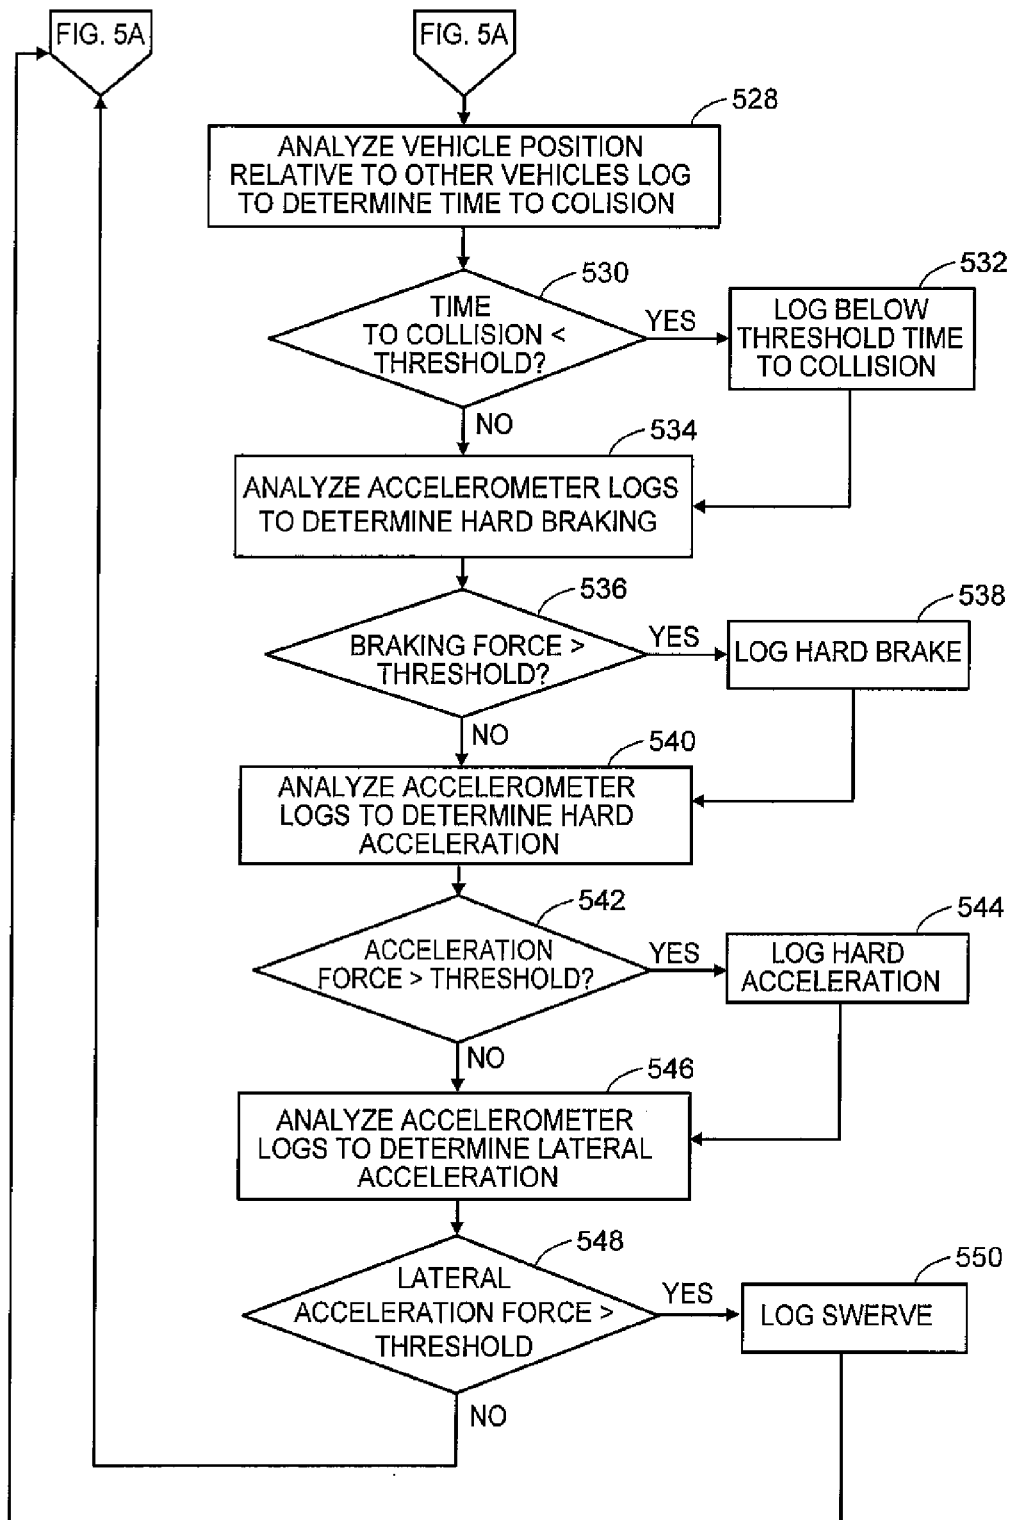 FIG. 5A
FIG. 5A
528
ANALYZE VEHICLE POSITION
RELATIVE TO OTHER VEHICLES LOG
TO DETERMINE TIME TO COLISION
530
TIME
TO COLLISION <
THRESHOLD?
YES
532
LOG BELOW
THRESHOLD TIME
TO COLLISION
NO
534
ANALYZE ACCELEROMETER LOGS
TO DETERMINE HARD BRAKING
536
BRAKING FORCE >
THRESHOLD?
YES
538
LOG HARD BRAKE
NO
540
ANALYZE ACCELEROMETER
LOGS TO DETERMINE HARD
ACCELERATION
542
ACCELERATION
FORCE > THRESHOLD?
YES
544
LOG HARD
ACCELERATION
NO
546
ANALYZE ACCELEROMETER
LOGS TO DETERMINE LATERAL
ACCELERATION
548
LATERAL
ACCELERATION FORCE >
THRESHOLD
YES
550
LOG SWERVE
NO